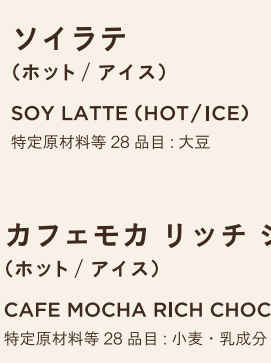 ソイラテ
（ホット / アイス）
SOY LATTE (HOT/ICE)
特定原材料等 28 品目 : 大豆
カフェモカ リッチ
（ホット / アイス）
CAFE MOCHA RICH CHOC
特定原材料等 28 品目 : 小麦・乳成分